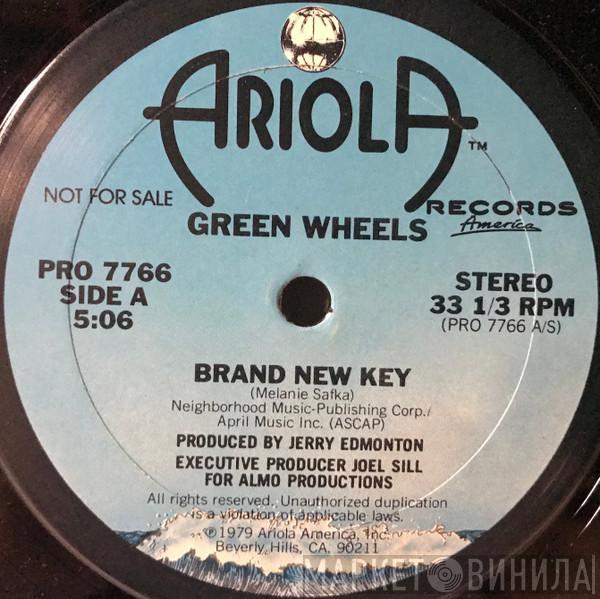 ARIOLA TM
RECORDS
America
NOT FOR SALE
GREEN WHEELS
PRO 7766
SIDE A
5:06
STEREO
33 1/3 RPM
(PRO 7766 A/S)
BRAND NEW KEY
(Melanie Safka)
Neighborhood Music-Publishing Corp./
April Music Inc. (ASCAP)
PRODUCED BY JERRY EDMONTON
EXECUTIVE PRODUCER JOEL SILL
FOR ALMO PRODUCTIONS
All rights reserved. Unauthorized duplication
is a violation of applicable laws.
℗1979 Ariola America, Inc.
Beverly Hills, CA. 90211
МАРКЕТ ВИНИЛА